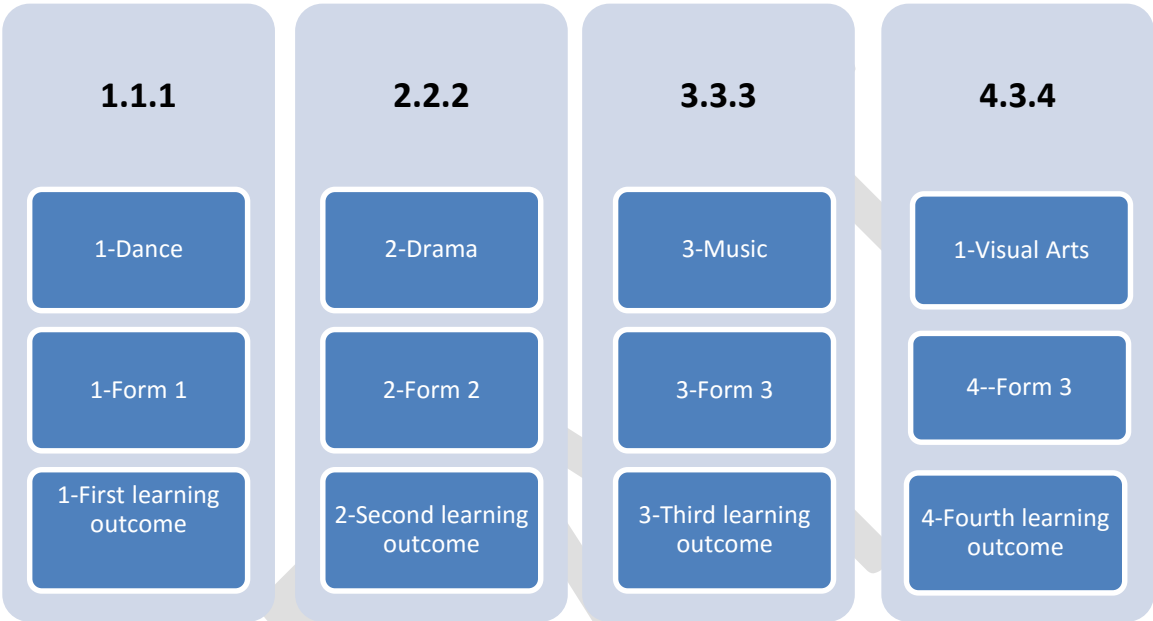 1.1.1
1-Dance
1-Form 1
1-First learning
outcome
2.2.2
2-Drama
2-Form 2
2-Second learning
outcome
3.3.3
3-Music
3-Form 3
3-Third learning
outcome
4.3.4
1-Visual Arts
4--Form 3
4-Fourth learning
outcome